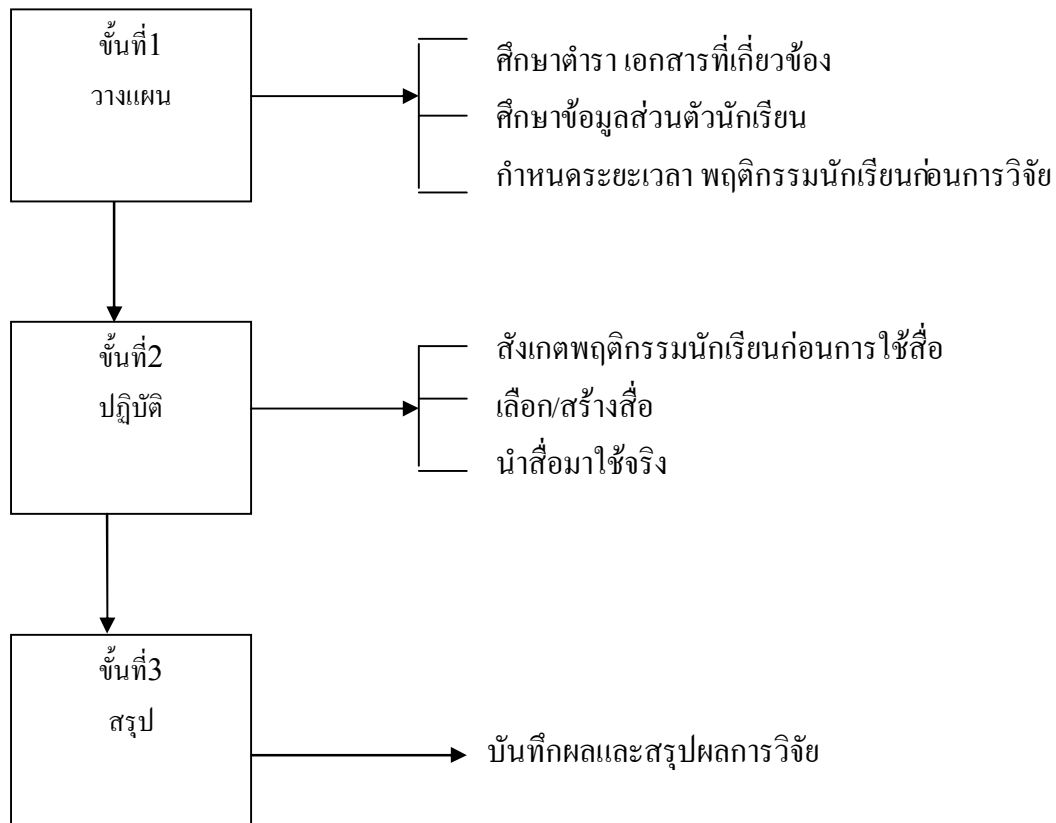 ขั้นที่1
วางแผน
ศึกษาตำรา เอกสารที่เกี่ยวข้อง
ศึกษาข้อมูลส่วนตัวนักเรียน
กำหนดระยะเวลา พฤติกรรมนักเรียนก่อนการวิจัย
ขั้นที่2
ปฏิบัติ
สังเกตพฤติกรรมนักเรียนก่อนการใช้สื่อ
เลือก/สร้างสื่อ
นำสื่อมาใช้จริง
ขั้นที่3
สรุป
บันทึกผลและสรุปผลการวิจัย